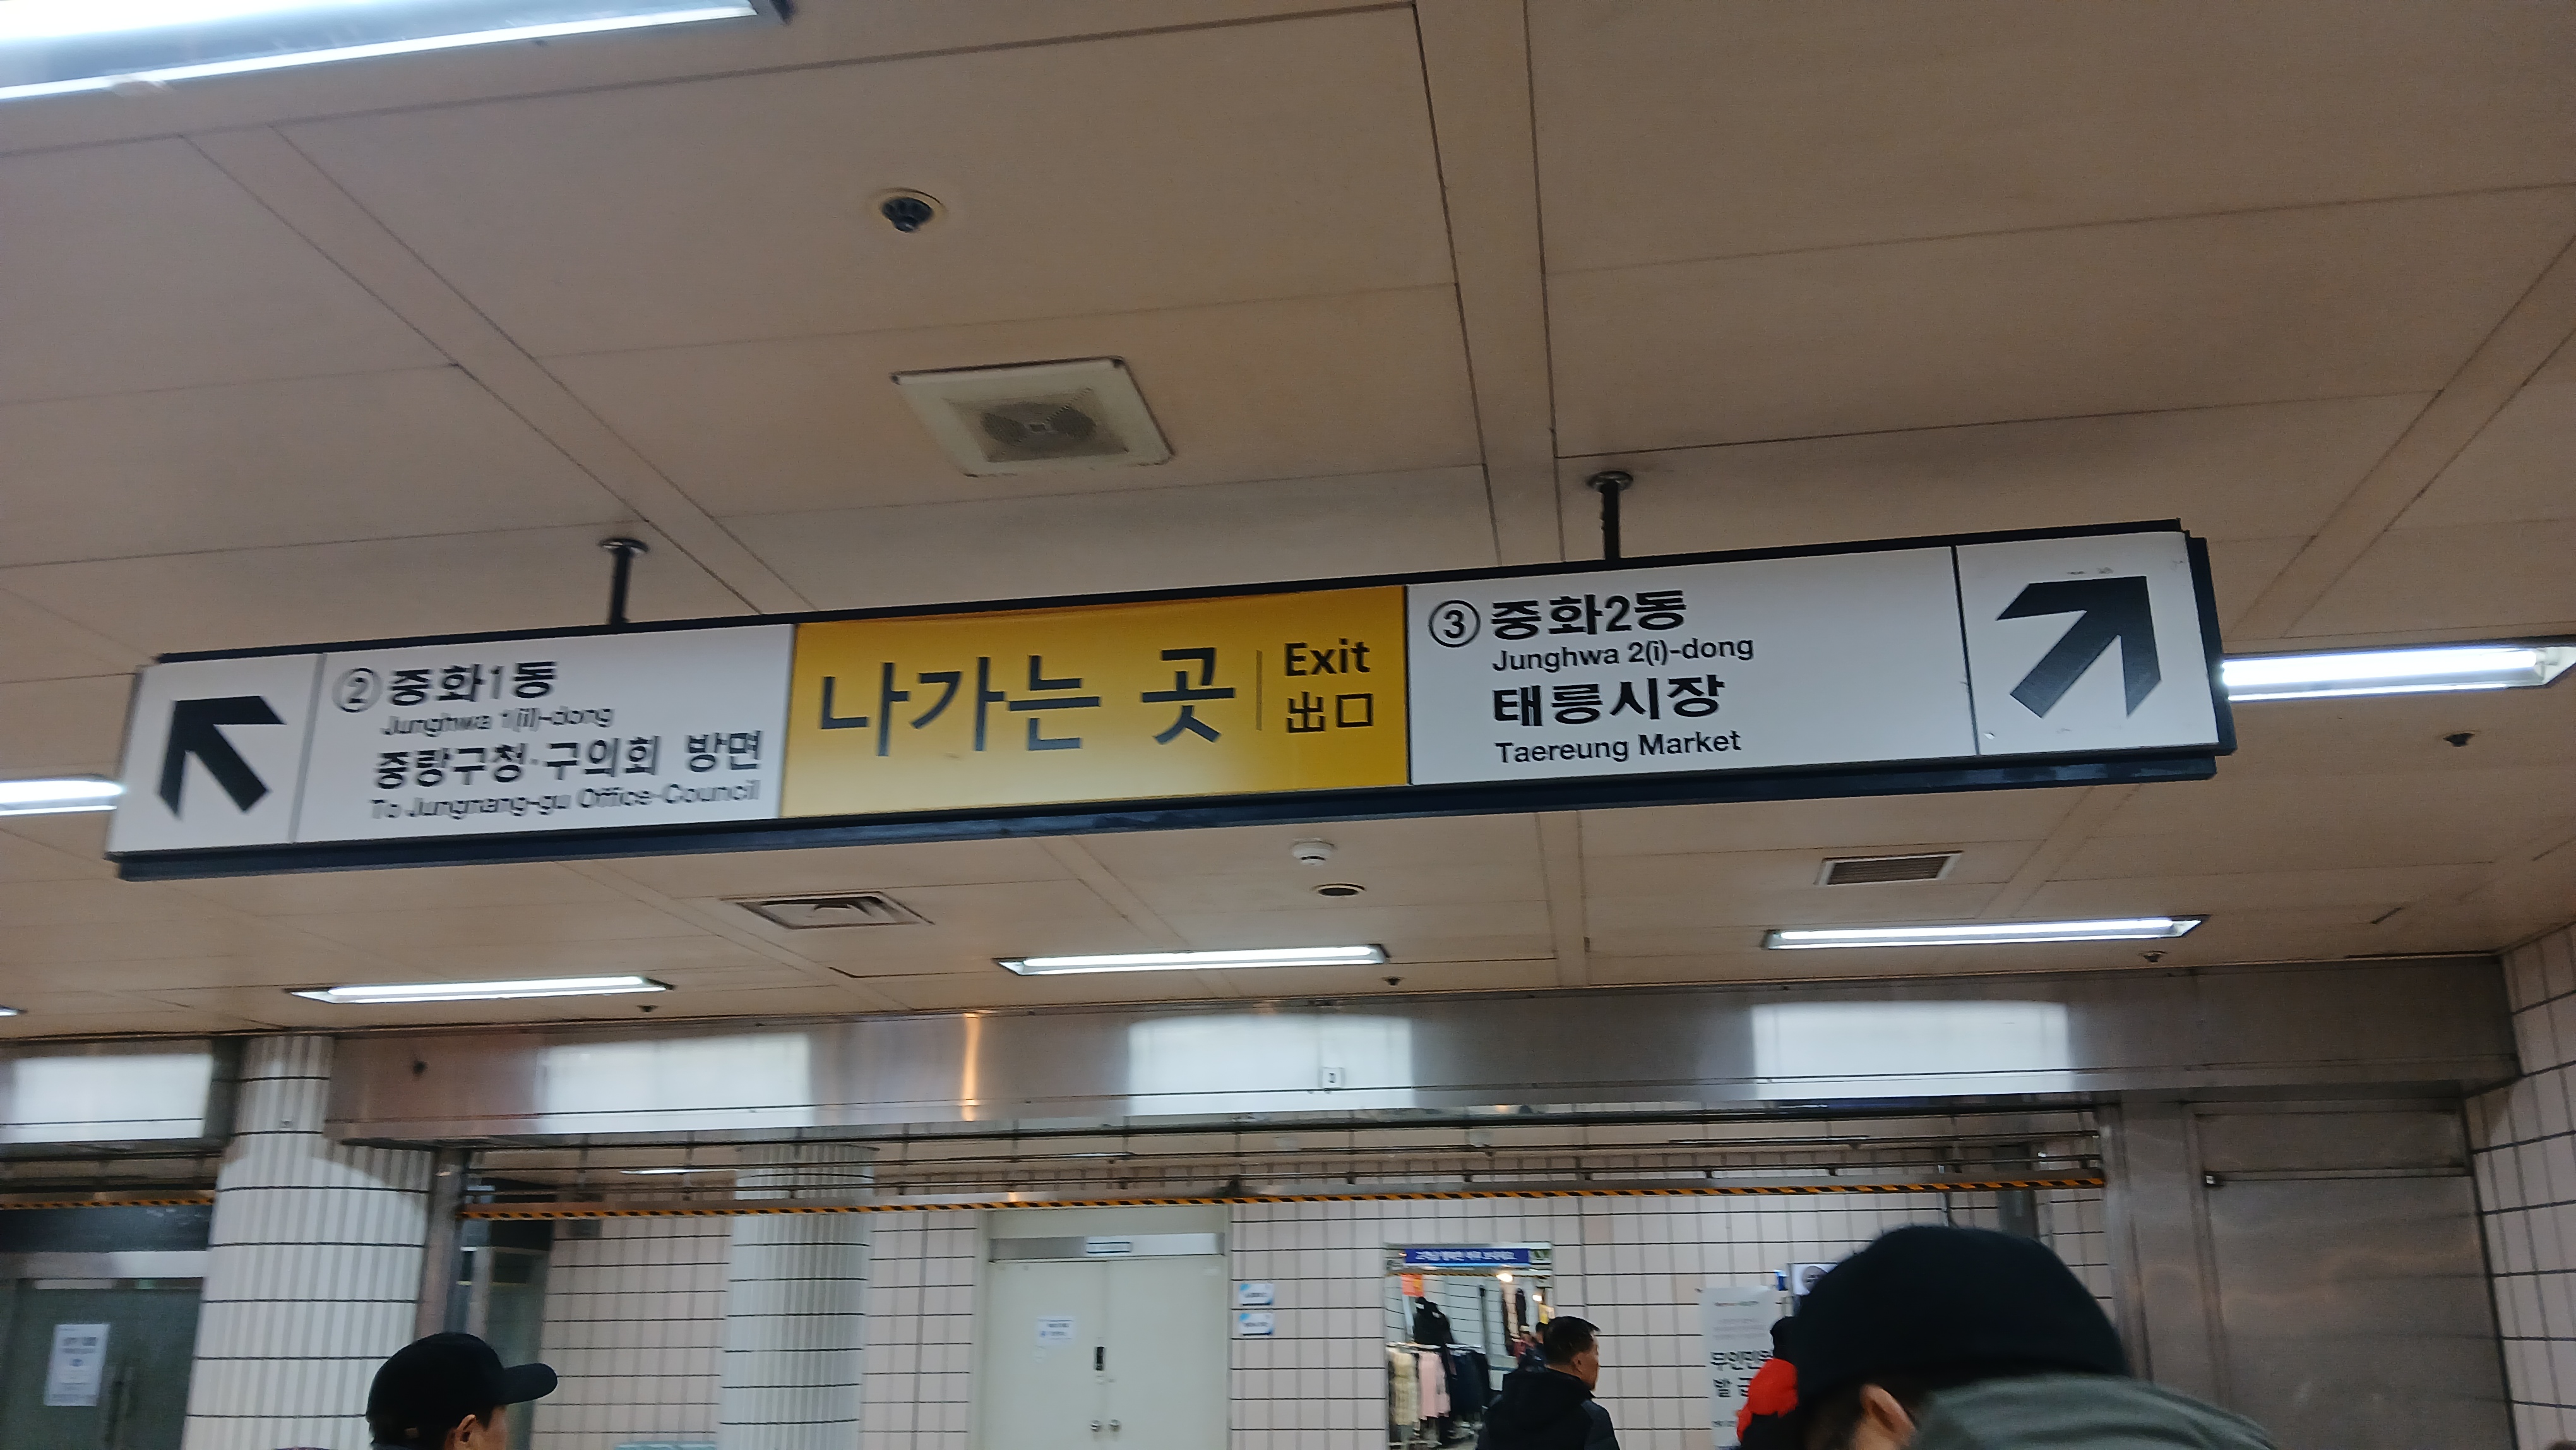 ② 중화1동
Junghwa 1(il)-dong
중랑구청·구의회 방면
To Jungnang-gu Office·Council
나가는 곳
Exit
出口
③ 중화2동
Junghwa 2(i)-dong
태릉시장
Taereung Market